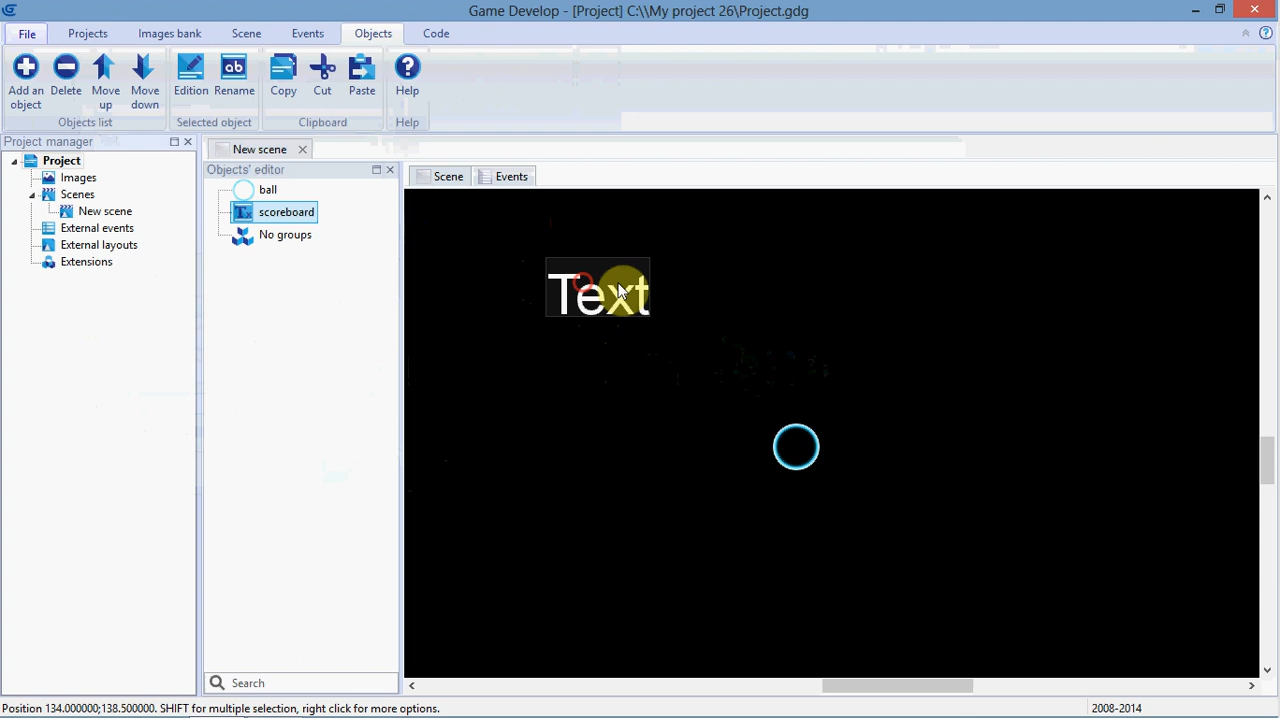 Game Develop - [Project] C:\\My project 26\Project.gdg
File Projects Images bank Scene Events Objects Code
Add an object Delete Move up Move down Edition Rename Copy Cut Paste Help
Objects list Selected object Clipboard Help
Project manager
Project
Images
Scenes
New scene
External events
External layouts
Extensions
New scene
Objects' editor
ball
scoreboard
No groups
Search
Scene Events
Text
Position 134.000000;138.500000. SHIFT for multiple selection, right click for more options. 2008-2014